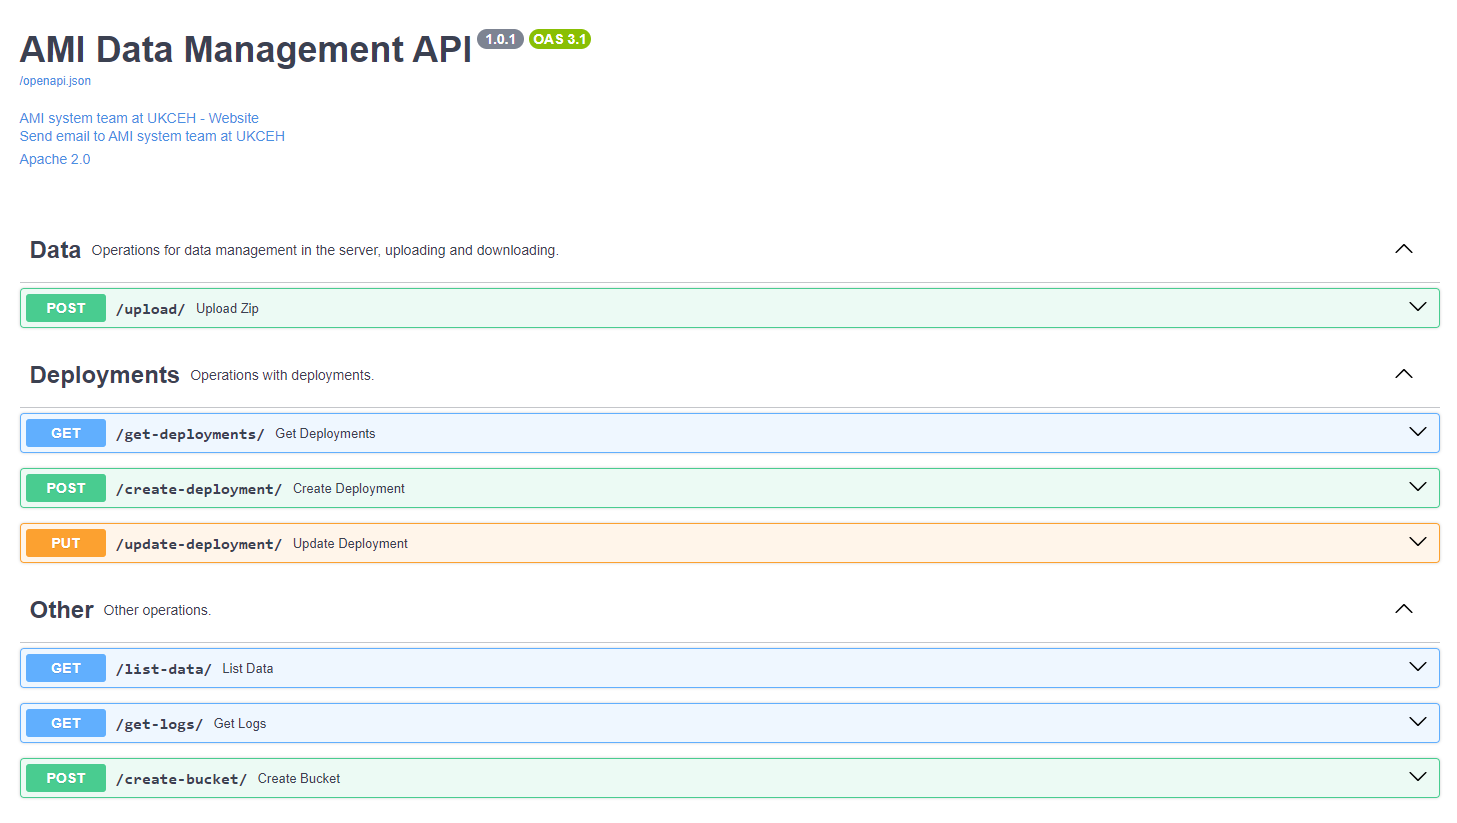 AMI Data Management API 1.0.1 OAS 3.1
/openapi.json
AMI system team at UKCEH - Website
Send email to AMI system team at UKCEH
Apache 2.0
Data Operations for data management in the server, uploading and downloading.
POST /upload/ Upload Zip
Deployments Operations with deployments.
GET /get-deployments/ Get Deployments
POST /create-deployment/ Create Deployment
PUT /update-deployment/ Update Deployment
Other Other operations.
GET /list-data/ List Data
GET /get-logs/ Get Logs
POST /create-bucket/ Create Bucket